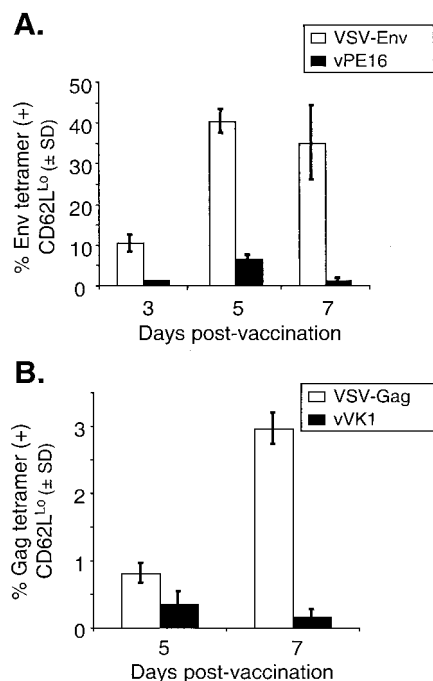 A.
VSV-Env
vPE16
% Env tetramer (+)
CD62L^Lo (± SD)
50
40
30
20
10
0
3 5 7
Days post-vaccination
B.
VSV-Gag
vVK1
% Gag tetramer (+)
CD62L^Lo (± SD)
3
2
1
0
5 7
Days post-vaccination